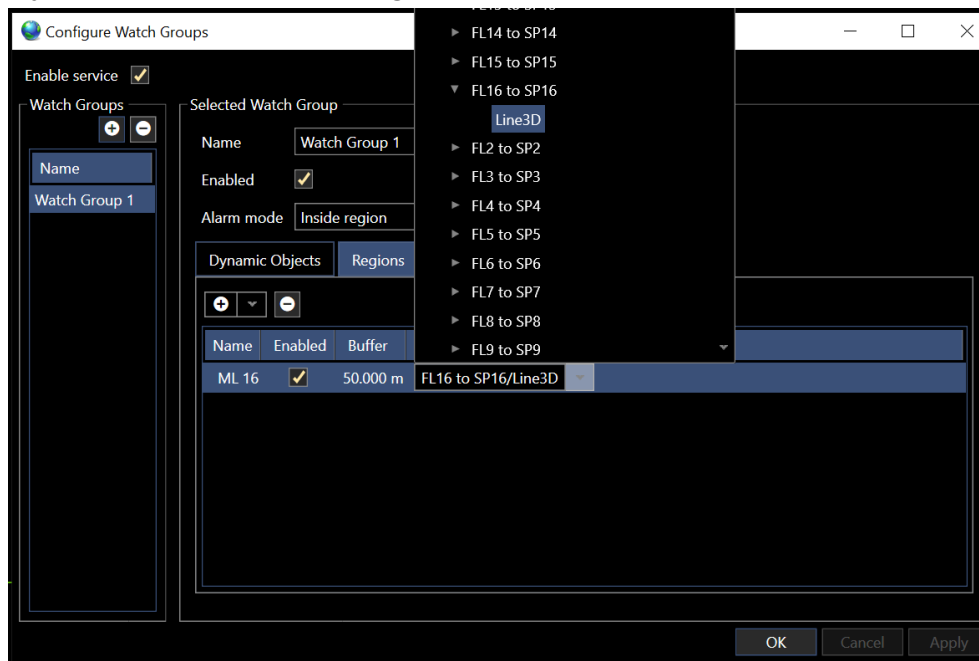 Configure Watch Groups
Enable service
Watch Groups
Name
Watch Group 1
Selected Watch Group
Name Watch Group 1
Enabled
Alarm mode Inside region
Dynamic Objects Regions
Name Enabled Buffer
ML 16 50.000 m FL16 to SP16/Line3D
FL14 to SP14
FL15 to SP15
FL16 to SP16
Line3D
FL2 to SP2
FL3 to SP3
FL4 to SP4
FL5 to SP5
FL6 to SP6
FL7 to SP7
FL8 to SP8
FL9 to SP9
OK Cancel Apply